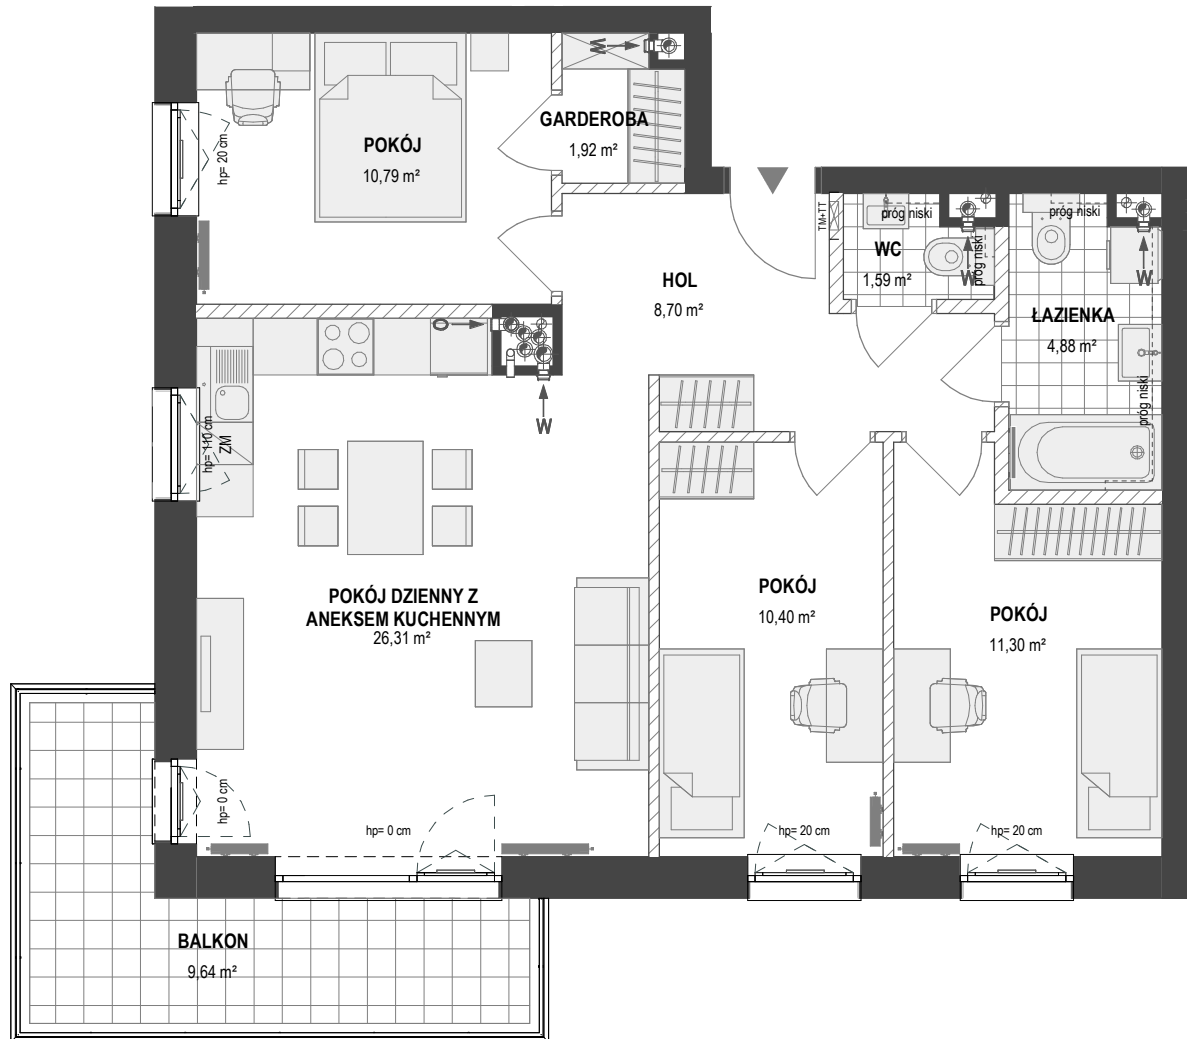 W
GARDEROBA
1,92 m²
POKÓJ
10,79 m²
hp= 20 cm
TM+TT
próg niski
WC
1,59 m²
W
próg niski
próg niski
W
HOL
8,70 m²
ŁAZIENKA
4,88 m²
próg niski
W
ZM
hp= 110 cm
POKÓJ DZIENNY Z
ANEKSEM KUCHENNYM
26,31 m²
POKÓJ
10,40 m²
POKÓJ
11,30 m²
hp= 0 cm
hp= 0 cm
hp= 20 cm
hp= 20 cm
BALKON
9,64 m²